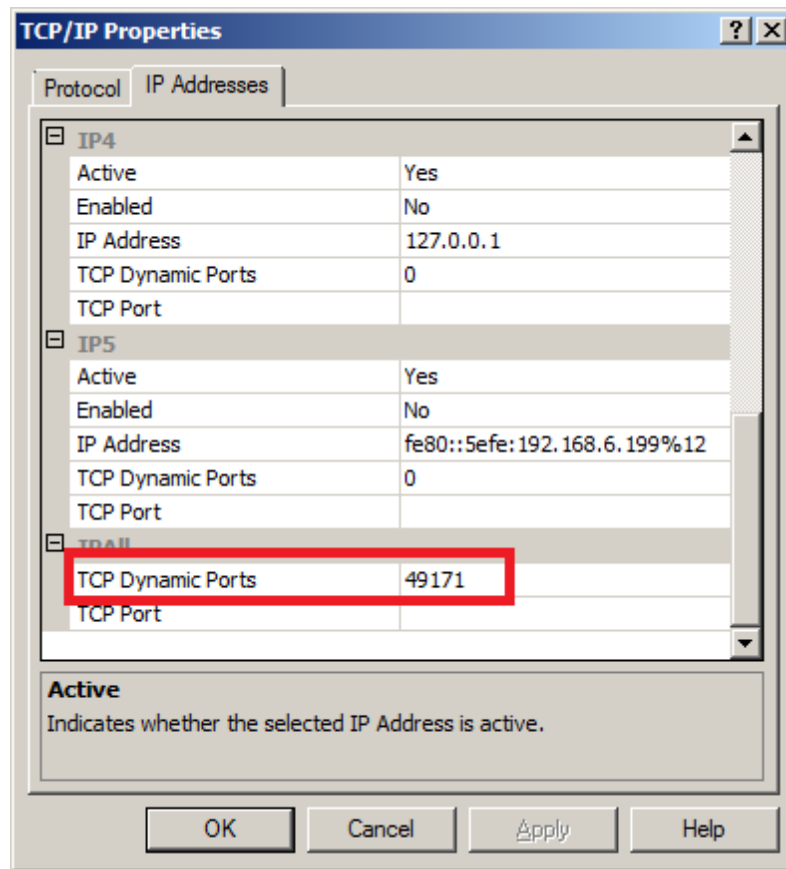 TCP/IP Properties
Protocol IP Addresses
IP4
Active Yes
Enabled No
IP Address 127.0.0.1
TCP Dynamic Ports 0
TCP Port
IP5
Active Yes
Enabled No
IP Address fe80::5efe:192.168.6.199%12
TCP Dynamic Ports 0
TCP Port
IPAll
TCP Dynamic Ports 49171
TCP Port
Active
Indicates whether the selected IP Address is active.
OK Cancel Apply Help